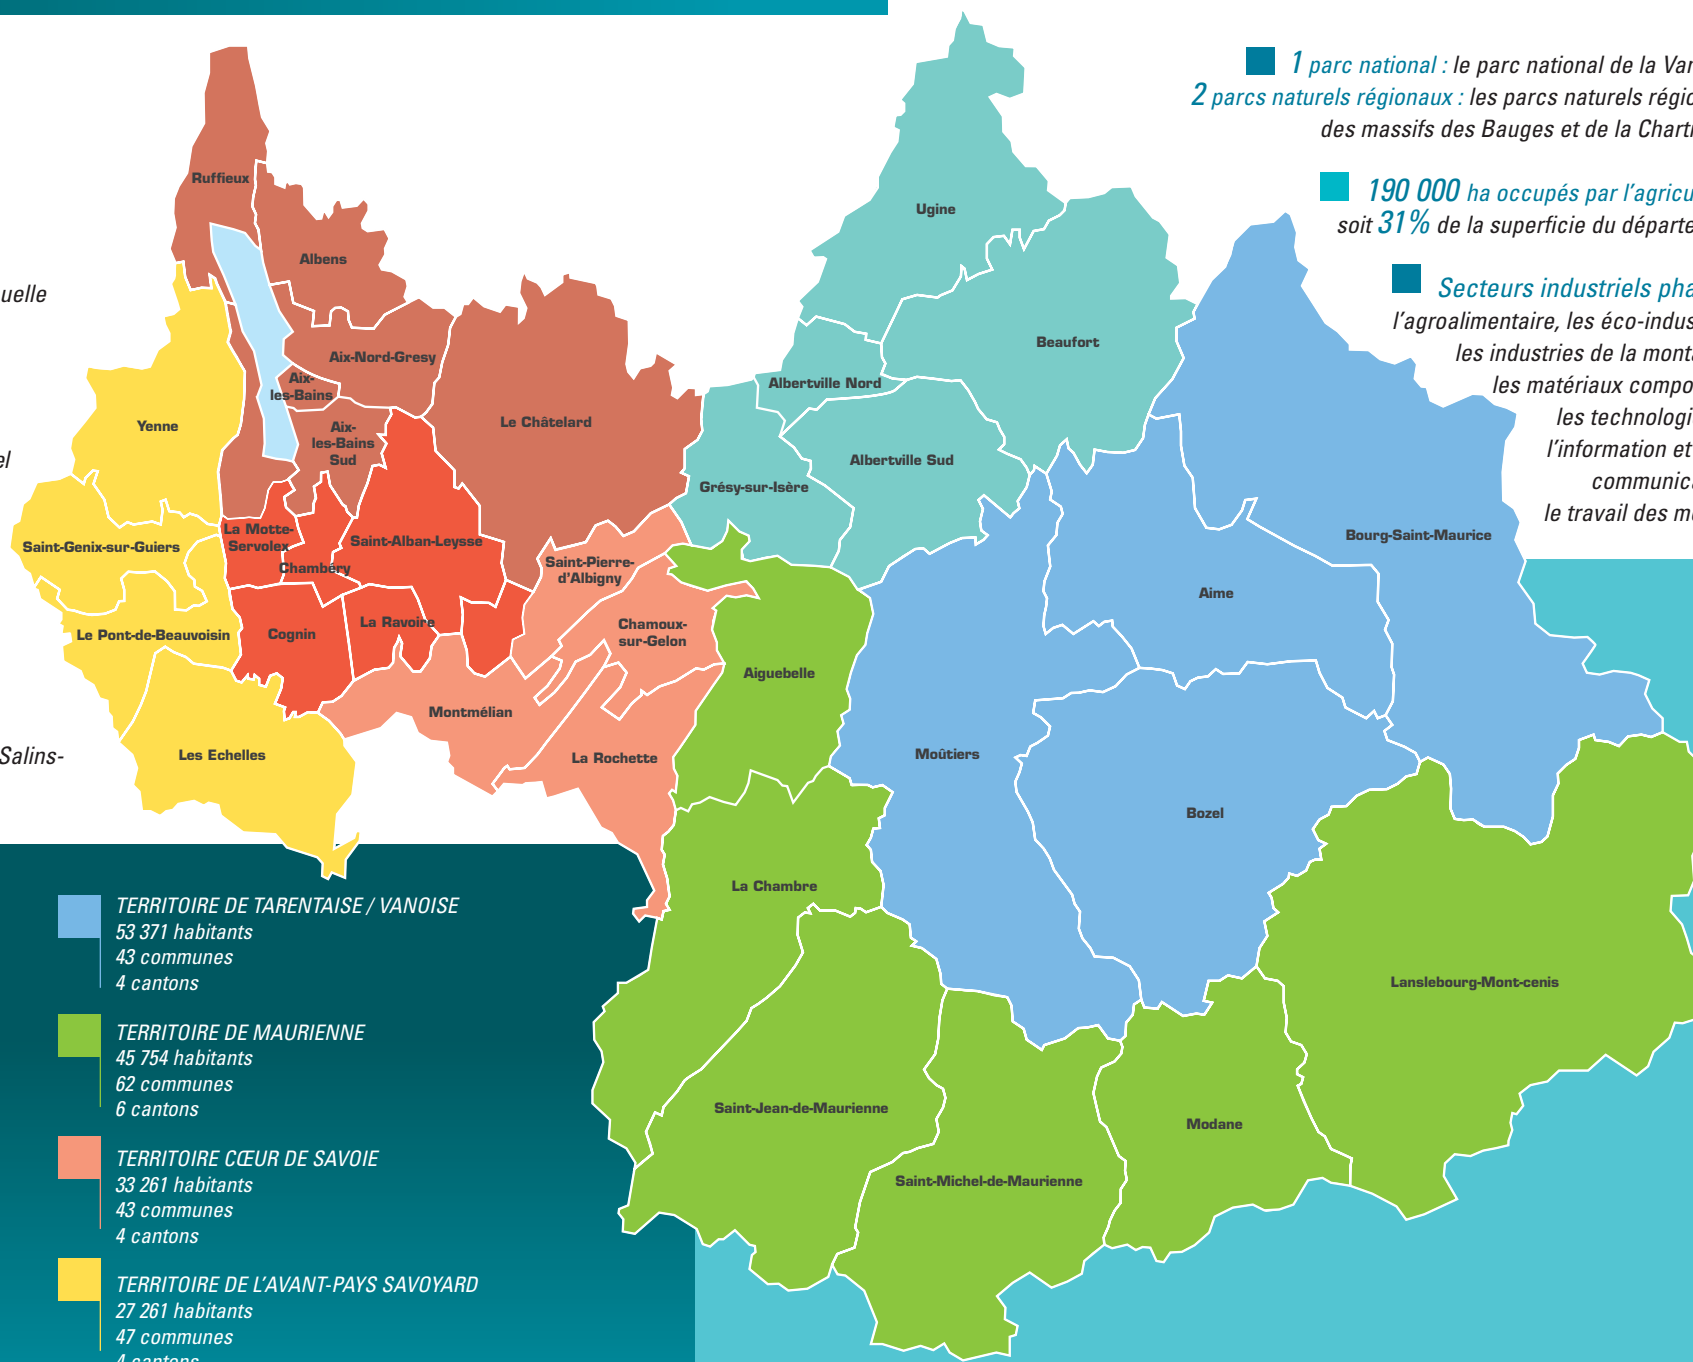 1 parc national : le parc national de la Van
2 parcs naturels régionaux : les parcs naturels régio
des massifs des Bauges et de la Chart
190 000 ha occupés par l'agricu
soit 31% de la superficie du départe
Secteurs industriels pha
l'agroalimentaire, les éco-indus
les industries de la monta
les matériaux compo
les technologi
l'information et
communica
le travail des mé
uelle
el
Salins-
Ruffieux
Albens
Aix-Nord-Gresy
Aix-
les-Bains
Aix-
les-Bains
Sud
Le Châtelard
Yenne
Saint-Genix-sur-Guiers
Le Pont-de-Beauvoisin
Les Echelles
La Motte-
Servolex
Chambéry
Saint-Alban-Leysse
Cognin
La Ravoire
Saint-Pierre-
d'Albigny
Chamoux-
sur-Gelon
Montmélian
La Rochette
Ugine
Beaufort
Albertville Nord
Albertville Sud
Grésy-sur-Isère
Bourg-Saint-Maurice
Aime
Moûtiers
Bozel
Aiguebelle
La Chambre
Saint-Jean-de-Maurienne
Saint-Michel-de-Maurienne
Modane
Lanslebourg-Mont-cenis
TERRITOIRE DE TARENTAISE / VANOISE
53 371 habitants
43 communes
4 cantons
TERRITOIRE DE MAURIENNE
45 754 habitants
62 communes
6 cantons
TERRITOIRE CŒUR DE SAVOIE
33 261 habitants
43 communes
4 cantons
TERRITOIRE DE L'AVANT-PAYS SAVOYARD
27 261 habitants
47 communes
4 cantons